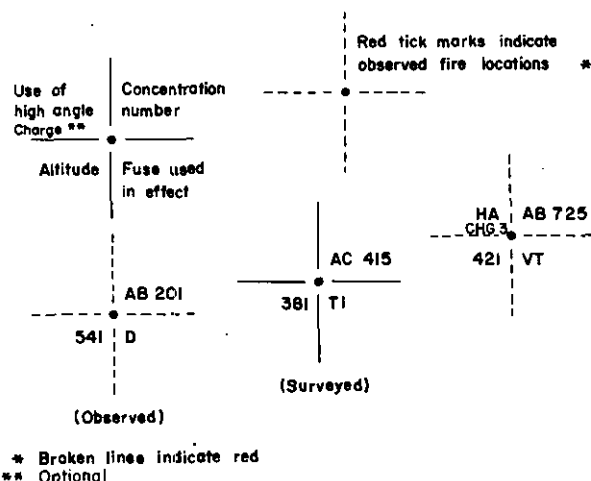 Red tick marks indicate
observed fire locations *
Use of
high angle
Charge **
Concentration
number
Altitude
Fuse used
in effect
HA
CHG 3
AB 725
421
VT
AC 415
381
TI
(Surveyed)
AB 201
541
D
(Observed)
* Broken lines indicate red
** Optional